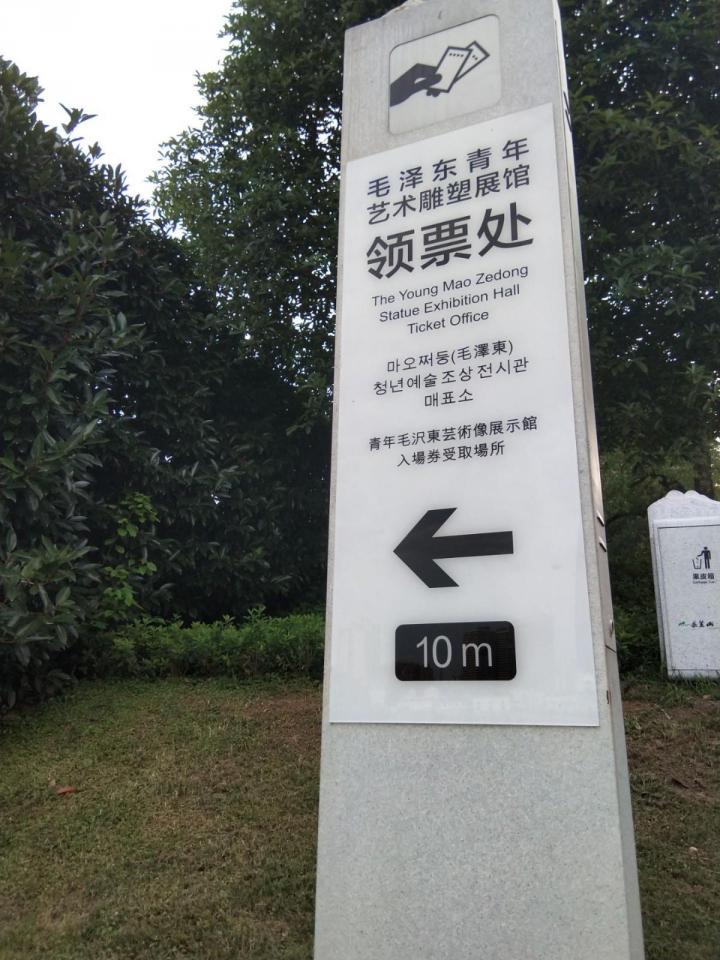 毛泽东青年
艺术雕塑展馆
领票处
The Young Mao Zedong
Statue Exhibition Hall
Ticket Office
마오쩌둥(毛澤東)
청년예술조상전시관
매표소
青年毛沢東芸術像展示館
入場券受取場所
10 m
果皮箱